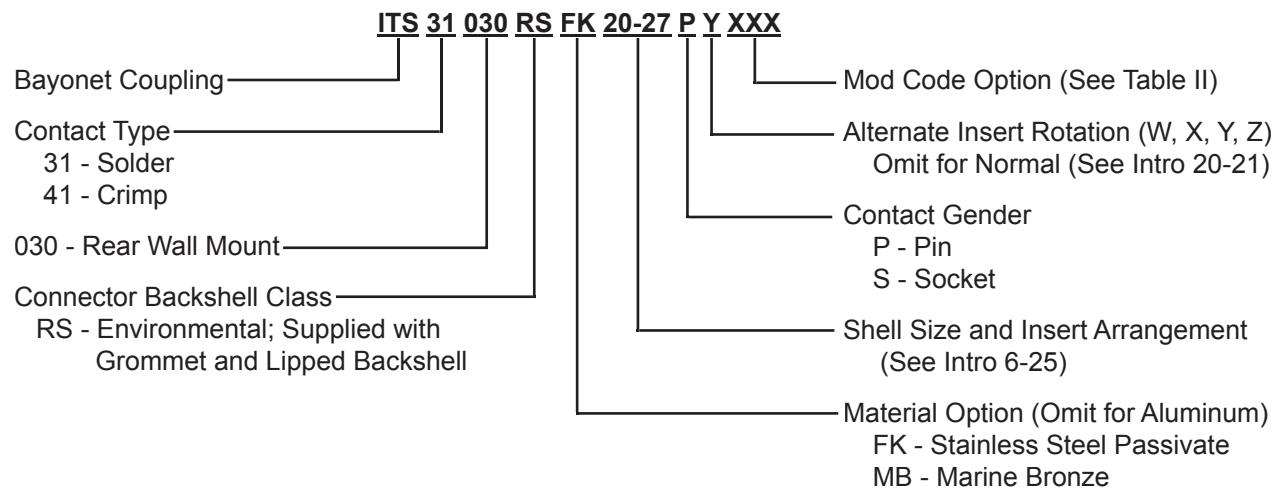 ITS 31 030 RS FK 20-27 P Y XXX
Bayonet Coupling
Contact Type
31 - Solder
41 - Crimp
030 - Rear Wall Mount
Connector Backshell Class
RS - Environmental; Supplied with
Grommet and Lipped Backshell
Mod Code Option (See Table II)
Alternate Insert Rotation (W, X, Y, Z)
Omit for Normal (See Intro 20-21)
Contact Gender
P - Pin
S - Socket
Shell Size and Insert Arrangement
(See Intro 6-25)
Material Option (Omit for Aluminum)
FK - Stainless Steel Passivate
MB - Marine Bronze